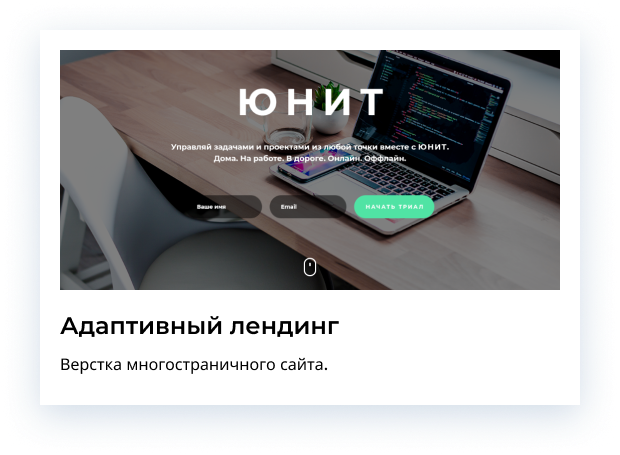 ЮНИТ
Управляй задачами и проектами из любой точки вместе с ЮНИТ.
Дома. На работе. В дороге. Онлайн. Оффлайн.
Ваше имя
Email
НАЧАТЬ ТРИАЛ
Адаптивный лендинг
Верстка многостраничного сайта.